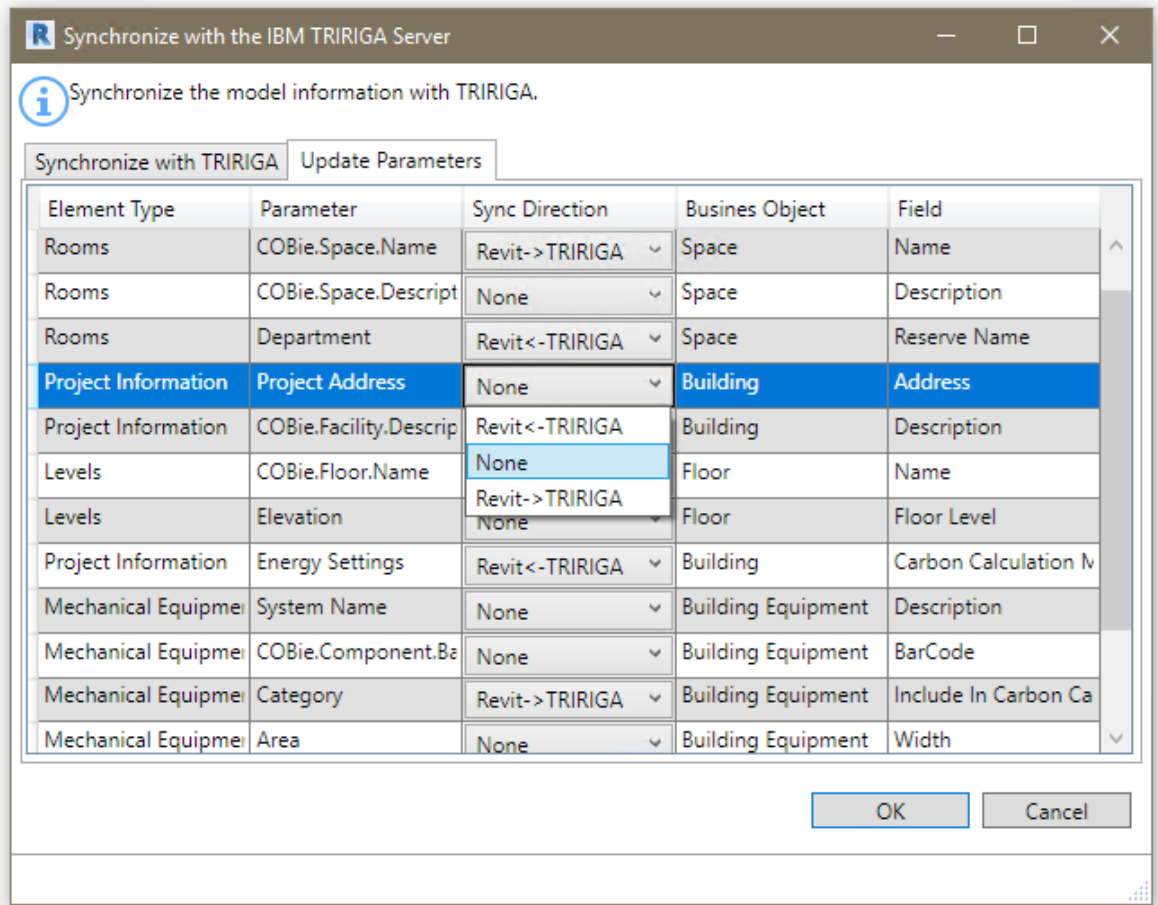 Synchronize with the IBM TRIRIGA Server
Synchronize the model information with TRIRIGA.
Synchronize with TRIRIGA Update Parameters
Element Type Parameter Sync Direction Busines Object Field
Rooms COBie.Space.Name Revit->TRIRIGA Space Name
Rooms COBie.Space.Descript None Space Description
Rooms Department Revit<-TRIRIGA Space Reserve Name
Project Information Project Address None Building Address
Project Information COBie.Facility.Descrip Revit<-TRIRIGA Building Description
Levels COBie.Floor.Name None Floor Name
Revit->TRIRIGA
Levels Elevation None Floor Floor Level
Project Information Energy Settings Revit<-TRIRIGA Building Carbon Calculation M
Mechanical Equipmer System Name None Building Equipment Description
Mechanical Equipmer COBie.Component.Ba None Building Equipment BarCode
Mechanical Equipmer Category Revit->TRIRIGA Building Equipment Include In Carbon Ca
Mechanical Equipmer Area None Building Equipment Width
OK Cancel